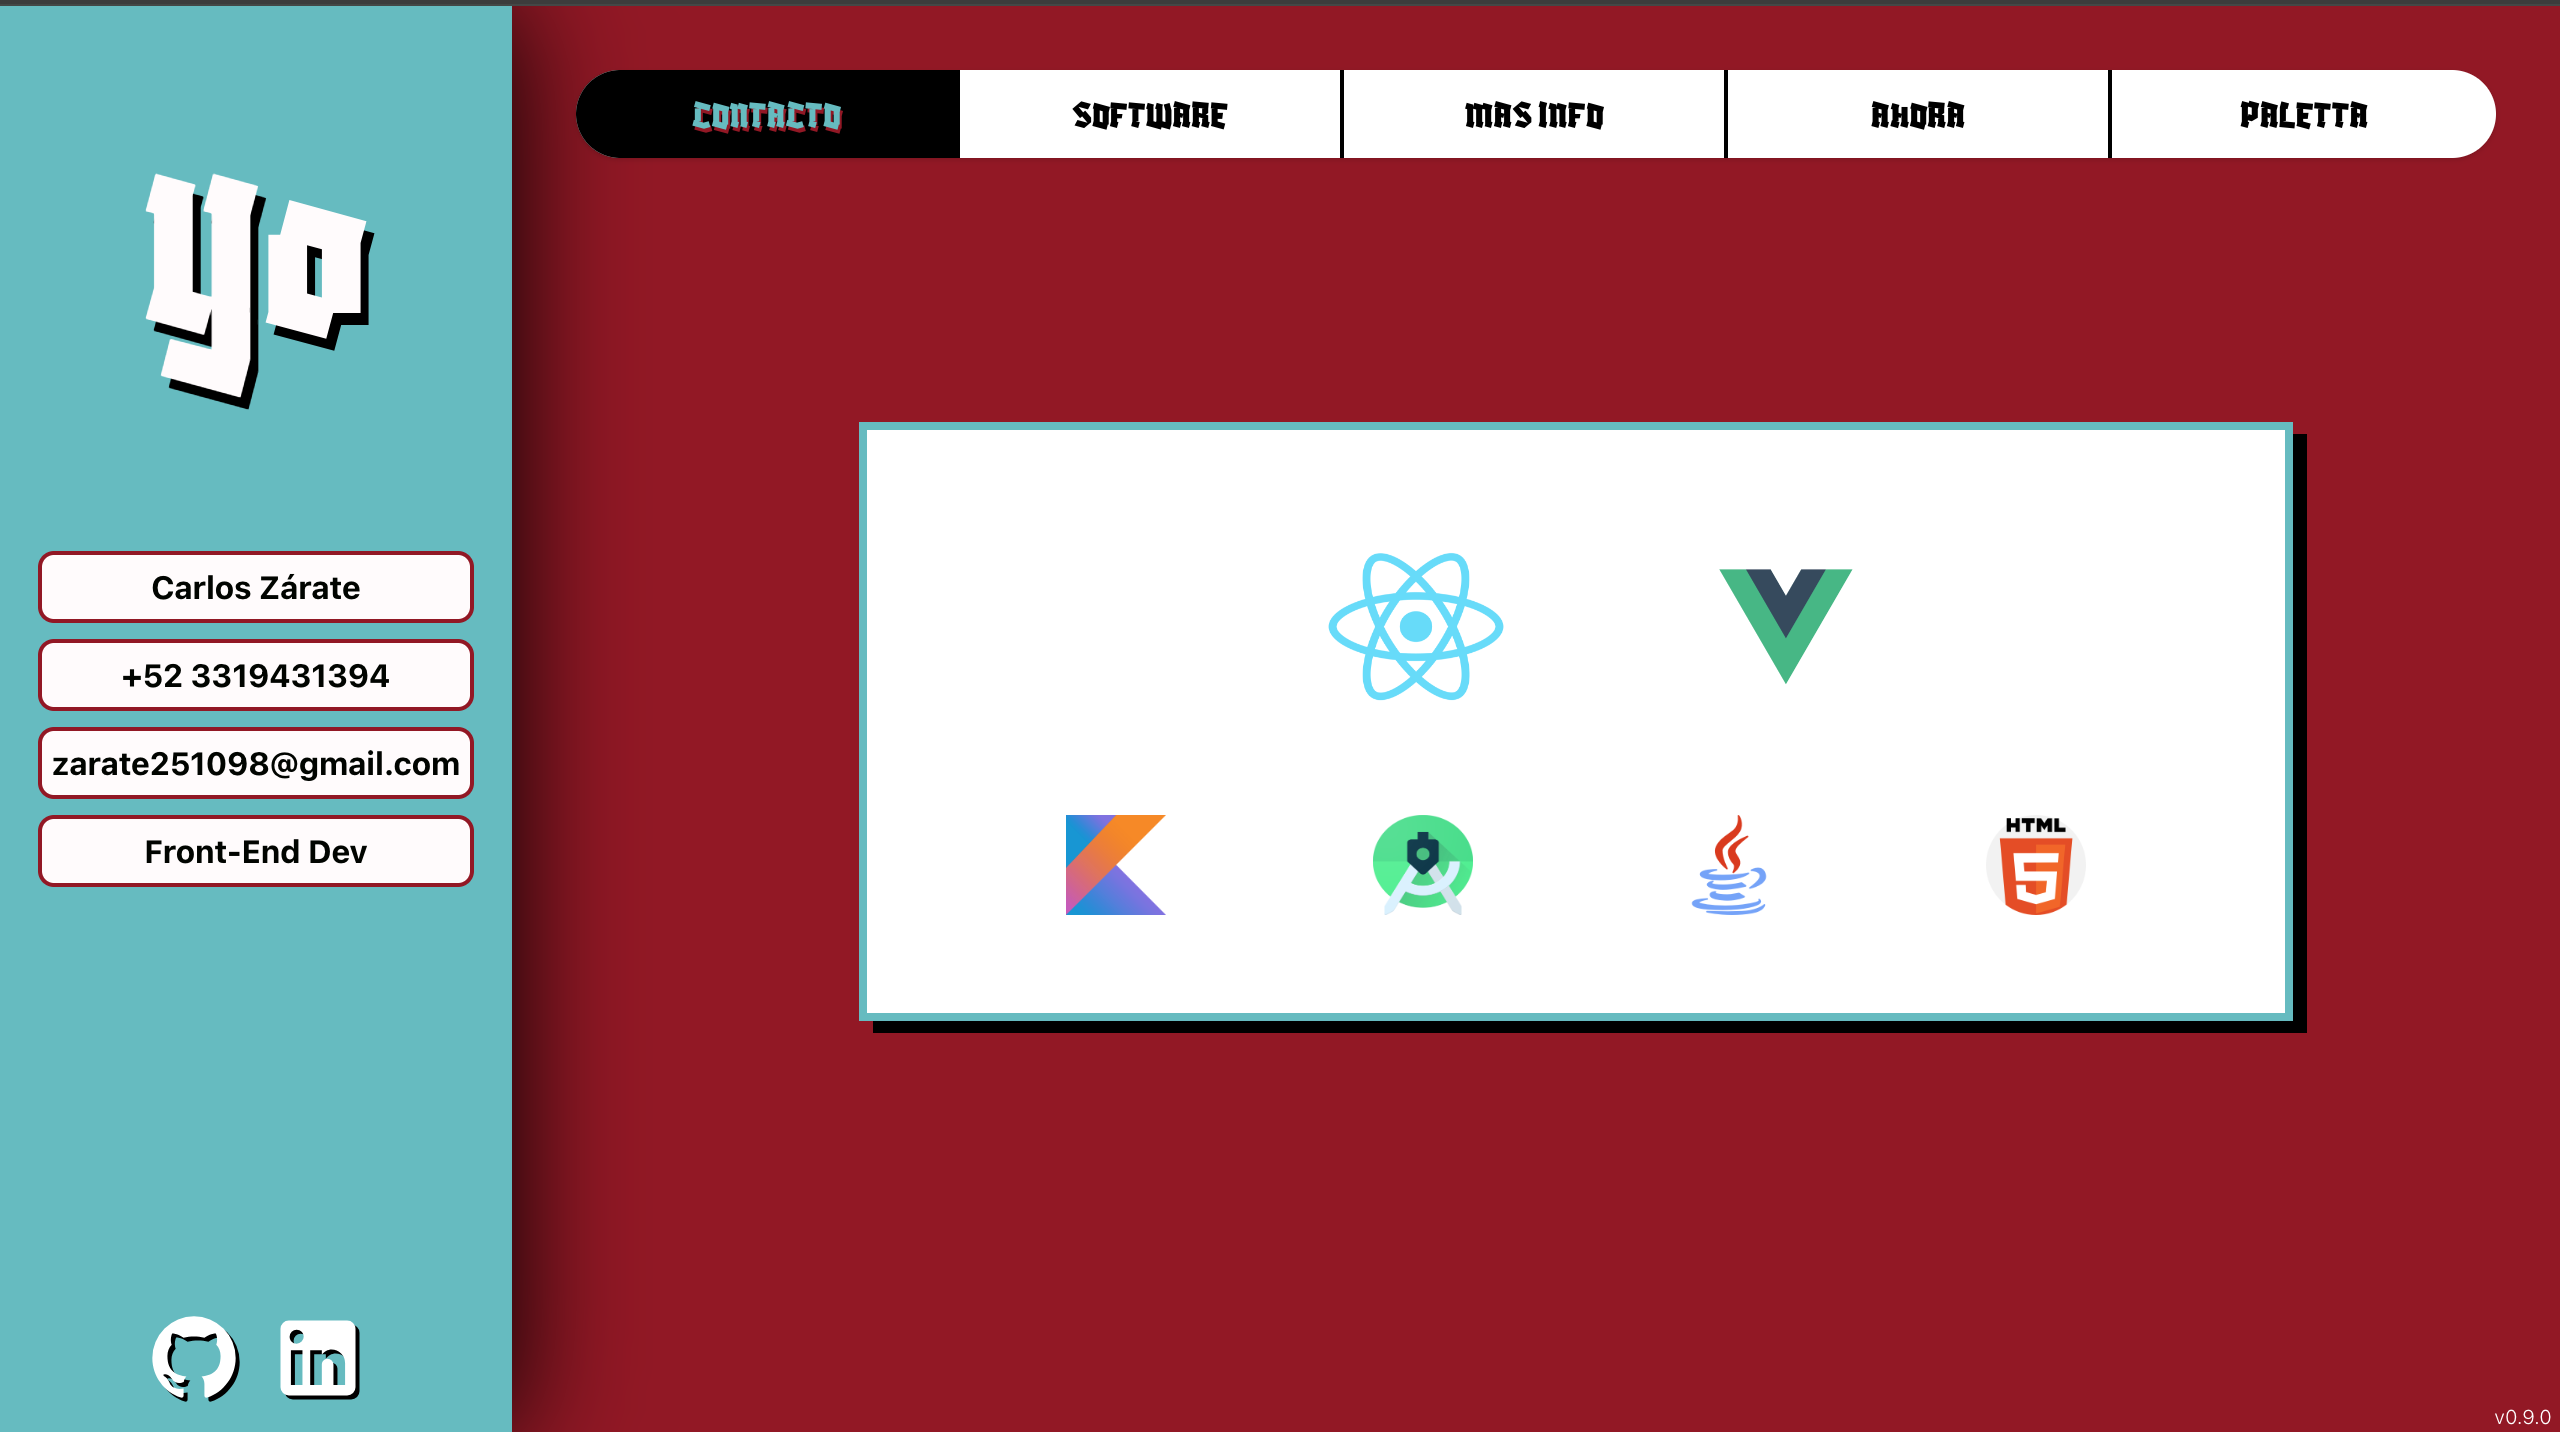 yo
Carlos Zárate
+52 3319431394
zarate251098@gmail.com
Front-End Dev
in
CONTACTO
SOFTWARE
MAS INFO
AHORA
PALETTA
HTML
5
v0.9.0